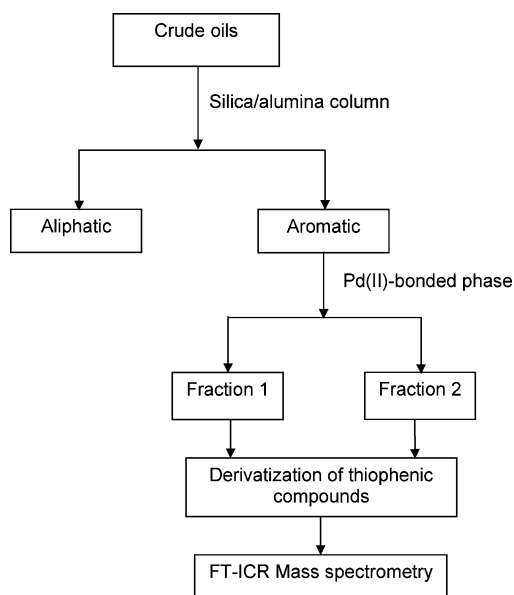 Crude oils
Silica/alumina column
Aliphatic
Aromatic
Pd(II)-bonded phase
Fraction 1
Fraction 2
Derivatization of thiophenic
compounds
FT-ICR Mass spectrometry